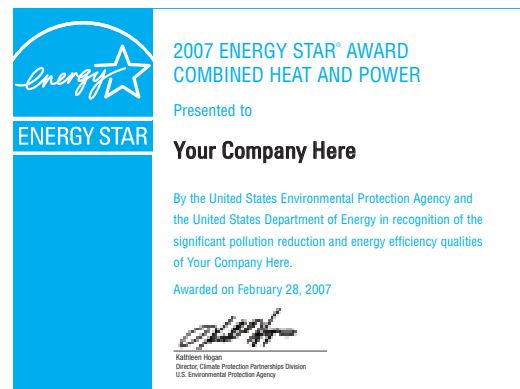 energy
ENERGY STAR
2007 ENERGY STAR® AWARD
COMBINED HEAT AND POWER
Presented to
Your Company Here
By the United States Environmental Protection Agency and
the United States Department of Energy in recognition of the
significant pollution reduction and energy efficiency qualities
of Your Company Here.
Awarded on February 28, 2007
Kathleen Hogan
Director, Climate Protection Partnerships Division
U.S. Environmental Protection Agency